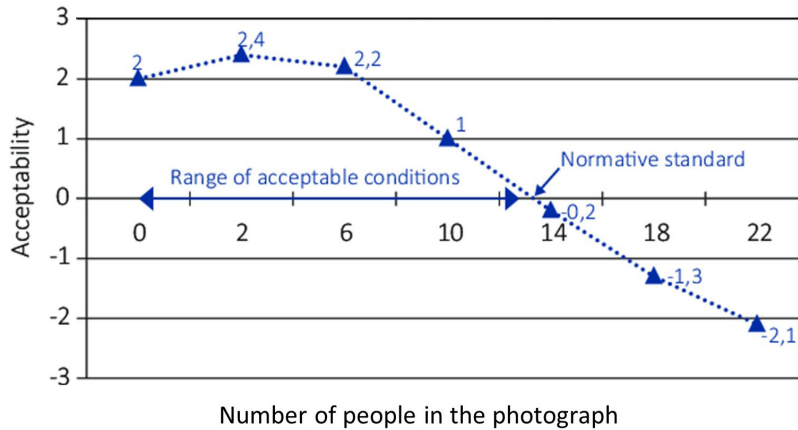 3
2
1
0
-1
-2
-3
Acceptability
2
2,4
2,2
1
-0,2
-1,3
-2,1
Range of acceptable conditions
Normative standard
0 2 6 10 14 18 22
Number of people in the photograph